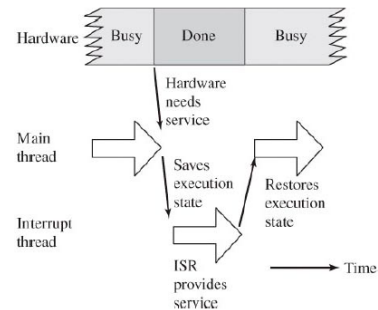 Hardware
Busy
Done
Busy
Hardware
needs
service
Main
thread
Saves
execution
state
Restores
execution
state
Interrupt
thread
ISR
provides
service
Time